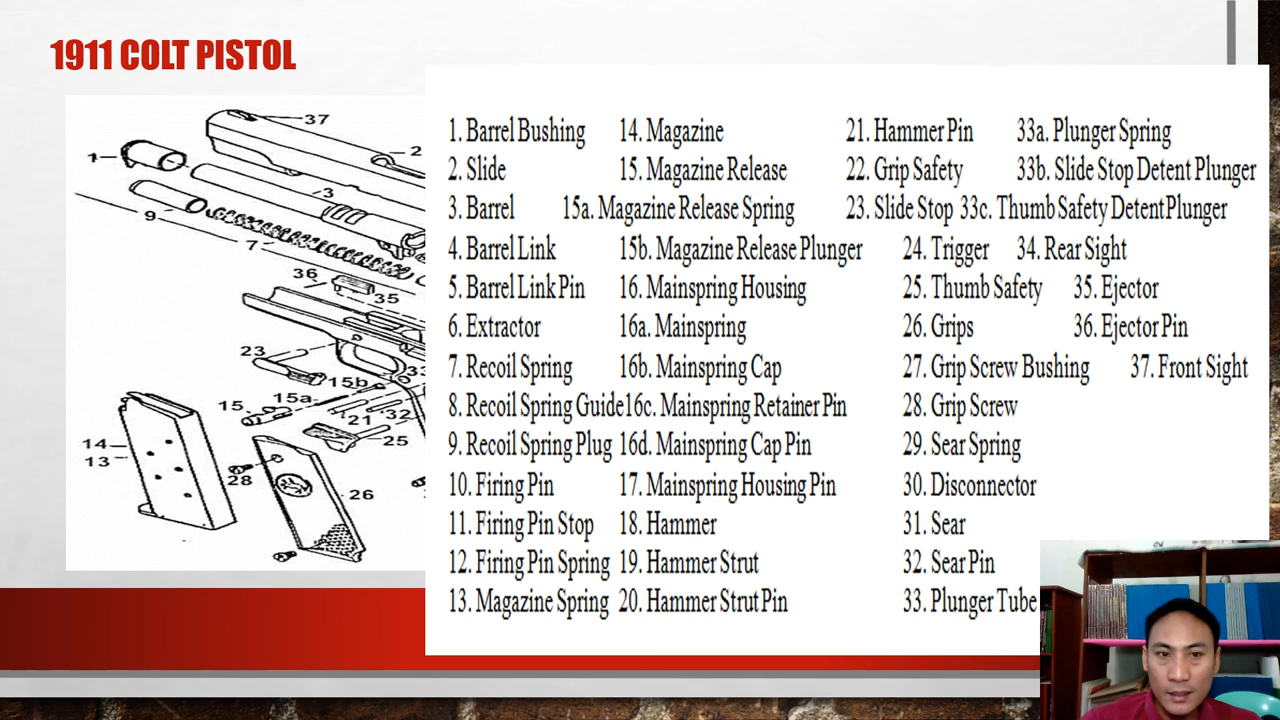 1911 COLT PISTOL
1. Barrel Bushing 14. Magazine 21. Hammer Pin 33a. Plunger Spring
2. Slide 15. Magazine Release 22. Grip Safety 33b. Slide Stop Detent Plunger
3. Barrel 15a. Magazine Release Spring 23. Slide Stop 33c. Thumb Safety Detent Plunger
4. Barrel Link 15b. Magazine Release Plunger 24. Trigger 34. Rear Sight
5. Barrel Link Pin 16. Mainspring Housing 25. Thumb Safety 35. Ejector
6. Extractor 16a. Mainspring 26. Grips 36. Ejector Pin
7. Recoil Spring 16b. Mainspring Cap 27. Grip Screw Bushing 37. Front Sight
8. Recoil Spring Guide 16c. Mainspring Retainer Pin 28. Grip Screw
9. Recoil Spring Plug 16d. Mainspring Cap Pin 29. Sear Spring
10. Firing Pin 17. Mainspring Housing Pin 30. Disconnector
11. Firing Pin Stop 18. Hammer 31. Sear
12. Firing Pin Spring 19. Hammer Strut 32. Sear Pin
13. Magazine Spring 20. Hammer Strut Pin 33. Plunger Tube
37
1
2
3
9
7
36
35
23
15b
15a
15
21
32
25
14
13
28
26